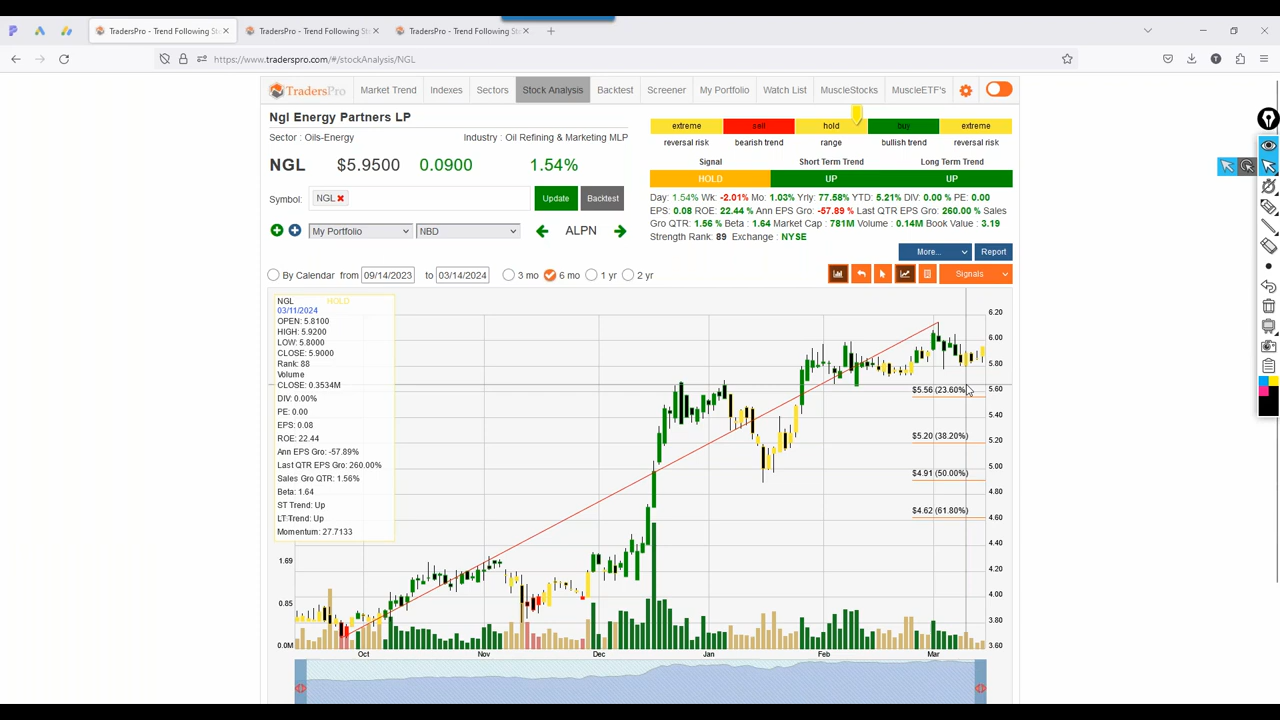 TradersPro - Trend Following St TradersPro - Trend Following St TradersPro - Trend Following St
https://www.traderspro.com/#/stockAnalysis/NGL
TradersPro Market Trend Indexes Sectors Stock Analysis Backtest Screener My Portfolio Watch List MuscleStocks MuscleETF's
Ngl Energy Partners LP
extreme sell hold buy extreme
Sector : Oils-Energy Industry : Oil Refining & Marketing MLP
reversal risk bearish trend range bullish trend reversal risk
NGL $5.9500 0.0900 1.54%
Signal Short Term Trend Long Term Trend
HOLD UP UP
Symbol: NGL Update Backtest
Day: 1.54% Wk: -2.01% Mo: 1.03% Yrly: 77.58% YTD: 5.21% DIV: 0.00 % PE: 0.00
EPS: 0.08 ROE: 22.44 % Ann EPS Gro: -57.89 % Last QTR EPS Gro: 260.00 % Sales
Gro QTR: 1.56 % Beta : 1.64 Market Cap : 781M Volume : 0.14M Book Value : 3.19
Strength Rank: 89 Exchange : NYSE
My Portfolio NBD ALPN
More... Report
By Calendar from 09/14/2023 to 03/14/2024 3 mo 6 mo 1 yr 2 yr Signals
NGL HOLD
03/11/2024
OPEN: 5.8100
HIGH: 5.9200
LOW: 5.8000
CLOSE: 5.9000
Rank: 88
Volume
CLOSE: 0.3534M
DIV: 0.00%
PE: 0.00
EPS: 0.08
ROE: 22.44
Ann EPS Gro: -57.89%
Last QTR EPS Gro: 260.00%
Sales Gro QTR: 1.56%
Beta: 1.64
ST Trend: Up
LT Trend: Up
Momentum: 27.7133
1.69
0.85
0.0M
$5.56 (23.60%)
$5.20 (38.20%)
$4.91 (50.00%)
$4.62 (61.80%)
6.20
6.00
5.80
5.60
5.40
5.20
5.00
4.80
4.60
4.40
4.20
4.00
3.80
3.60
Oct Nov Dec Jan Feb Mar